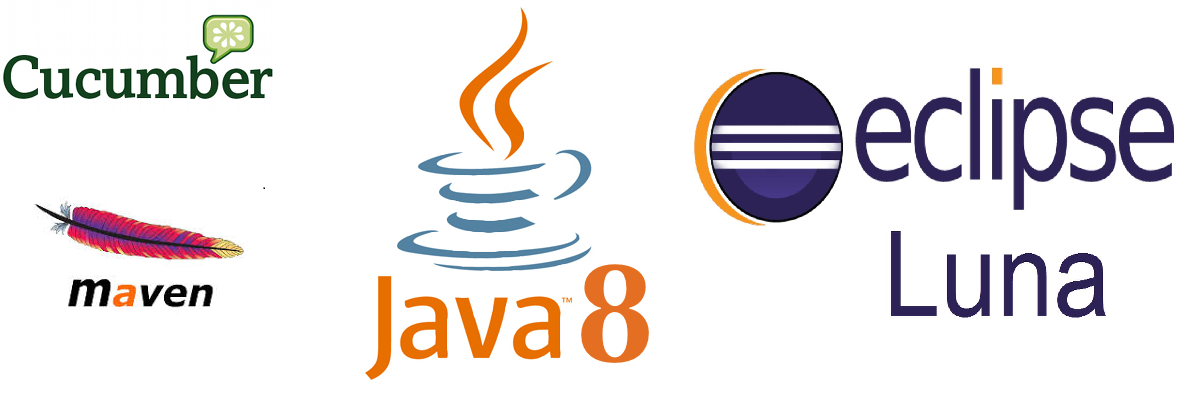 Cucumber
maven
Java™ 8
eclipse
Luna